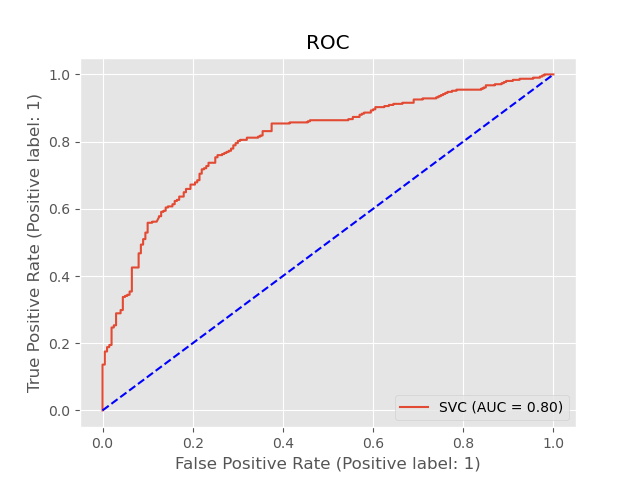 ROC
True Positive Rate (Positive label: 1)
1.0
0.8
0.6
0.4
0.2
0.0
SVC (AUC = 0.80)
0.0 0.2 0.4 0.6 0.8 1.0
False Positive Rate (Positive label: 1)